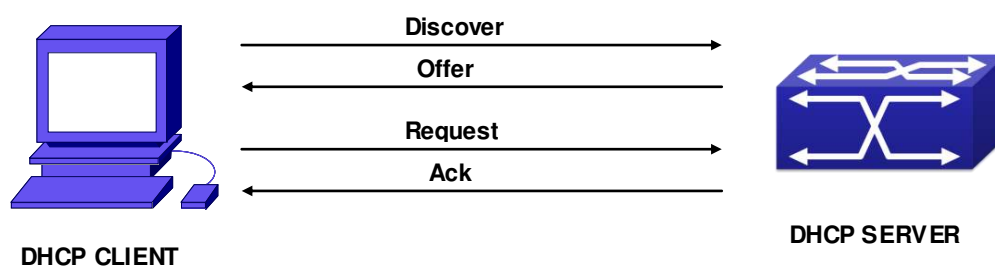 Discover
Offer
Request
Ack
DHCP CLIENT
DHCP SERVER